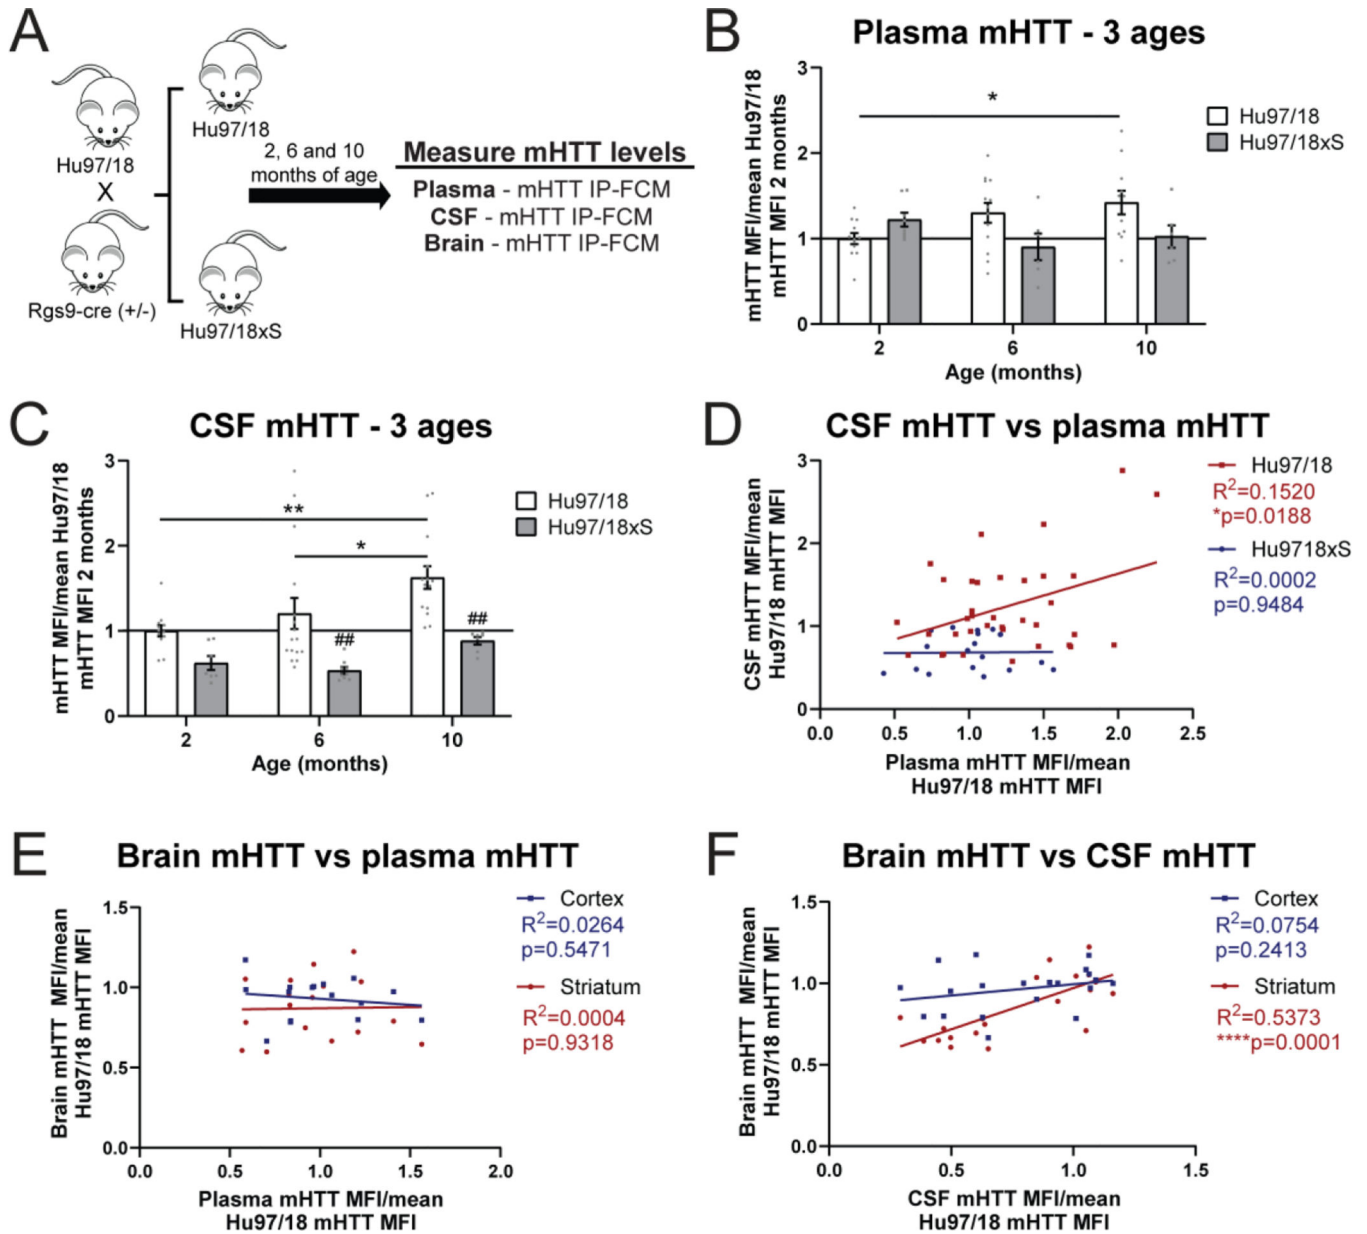 A
Hu97/18
X
Rgs9-cre (+/-)
Hu97/18
Hu97/18xS
2, 6 and 10
months of age
Measure mHTT levels
Plasma - mHTT IP-FCM
CSF - mHTT IP-FCM
Brain - mHTT IP-FCM
B
Plasma mHTT - 3 ages
mHTT MFI/mean Hu97/18
mHTT MFI 2 months
3
2
1
0
*
2
6
10
Age (months)
Hu97/18
Hu97/18xS
C
CSF mHTT - 3 ages
mHTT MFI/mean Hu97/18
mHTT MFI 2 months
3
2
1
0
**
*
##
##
2
6
10
Age (months)
Hu97/18
Hu97/18xS
D
CSF mHTT vs plasma mHTT
CSF mHTT MFI/mean
Hu97/18 mHTT MFI
3
2
1
0
0.0
0.5
1.0
1.5
2.0
2.5
Plasma mHTT MFI/mean
Hu97/18 mHTT MFI
Hu97/18
R²=0.1520
*p=0.0188
Hu9718xS
R²=0.0002
p=0.9484
E
Brain mHTT vs plasma mHTT
Brain mHTT MFI/mean
Hu97/18 mHTT MFI
1.5
1.0
0.5
0.0
0.0
0.5
1.0
1.5
2.0
Plasma mHTT MFI/mean
Hu97/18 mHTT MFI
Cortex
R²=0.0264
p=0.5471
Striatum
R²=0.0004
p=0.9318
F
Brain mHTT vs CSF mHTT
Brain mHTT MFI/mean
Hu97/18 mHTT MFI
1.5
1.0
0.5
0.0
0.0
0.5
1.0
1.5
CSF mHTT MFI/mean
Hu97/18 mHTT MFI
Cortex
R²=0.0754
p=0.2413
Striatum
R²=0.5373
****p=0.0001